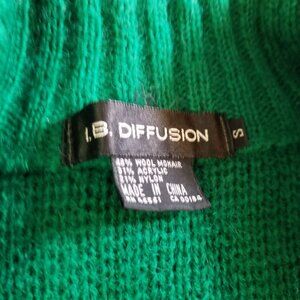 I.B. DIFFUSION
S
48% WOOL MOHAIR
31% ACRYLIC
21% NYLON
MADE IN CHINA